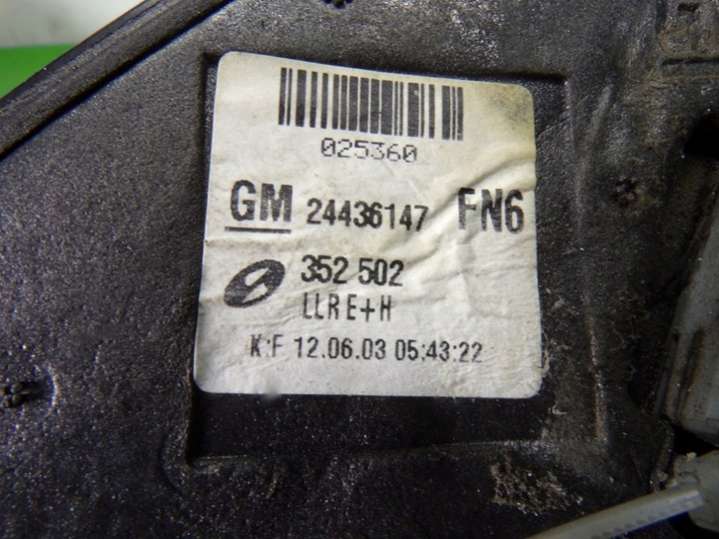 025360
GM 24436147 FN6
352 502
LLR E+H
K:F 12.06.03 05:43:22